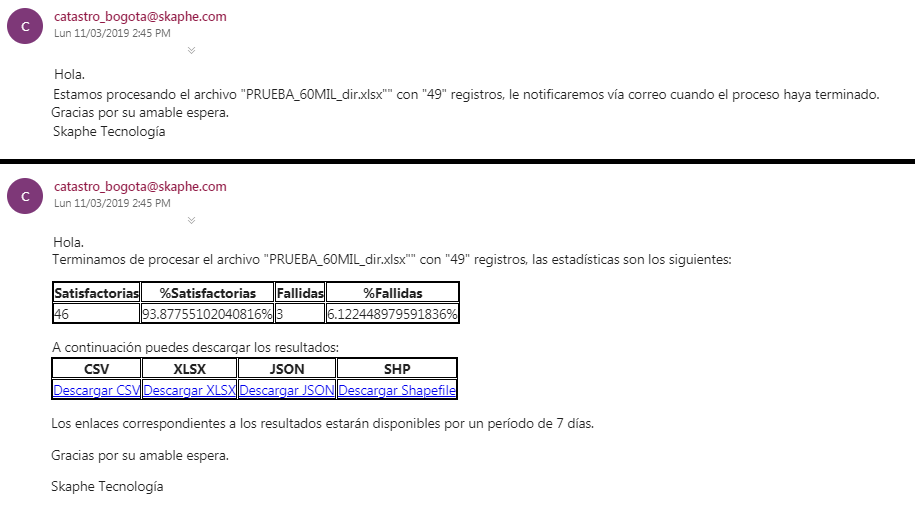 C
catastro_bogota@skaphe.com
Lun 11/03/2019 2:45 PM
Hola.
Estamos procesando el archivo "PRUEBA_60MIL_dir.xlsx"" con "49" registros, le notificaremos vía correo cuando el proceso haya terminado.
Gracias por su amable espera.
Skaphe Tecnología
C
catastro_bogota@skaphe.com
Lun 11/03/2019 2:45 PM
Hola.
Terminamos de procesar el archivo "PRUEBA_60MIL_dir.xlsx"" con "49" registros, las estadísticas son los siguientes:
Satisfactorias %Satisfactorias Fallidas %Fallidas
46 93.87755102040816% 3 6.122448979591836%
A continuación puedes descargar los resultados:
CSV XLSX JSON SHP
Descargar CSV Descargar XLSX Descargar JSON Descargar Shapefile
Los enlaces correspondientes a los resultados estarán disponibles por un período de 7 días.
Gracias por su amable espera.
Skaphe Tecnología